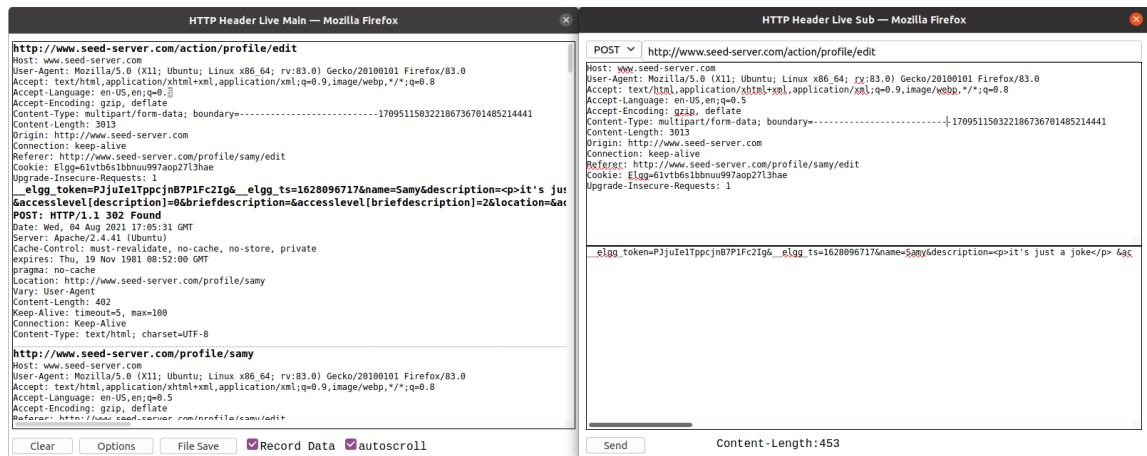 HTTP Header Live Main — Mozilla Firefox
http://www.seed-server.com/action/profile/edit
Host: www.seed-server.com
User-Agent: Mozilla/5.0 (X11; Ubuntu; Linux x86_64; rv:83.0) Gecko/20100101 Firefox/83.0
Accept: text/html,application/xhtml+xml,application/xml;q=0.9,image/webp,*/*;q=0.8
Accept-Language: en-US,en;q=0.5
Accept-Encoding: gzip, deflate
Content-Type: multipart/form-data; boundary=---------------------------170951150322186736701485214441
Content-Length: 3013
Origin: http://www.seed-server.com
Connection: keep-alive
Referer: http://www.seed-server.com/profile/samy/edit
Cookie: Elgg=61vtb6s1bbnuu997aop27l3hae
Upgrade-Insecure-Requests: 1
__elgg_token=PJjuIe1TppcjnB7P1Fc2Ig&__elgg_ts=1628096717&name=Samy&description=<p>it's jus
&accesslevel[description]=0&briefdescription=&accesslevel[briefdescription]=2&location=&ac
POST: HTTP/1.1 302 Found
Date: Wed, 04 Aug 2021 17:05:31 GMT
Server: Apache/2.4.41 (Ubuntu)
Cache-Control: must-revalidate, no-cache, no-store, private
expires: Thu, 19 Nov 1981 08:52:00 GMT
pragma: no-cache
Location: http://www.seed-server.com/profile/samy
Vary: User-Agent
Content-Length: 402
Keep-Alive: timeout=5, max=100
Connection: Keep-Alive
Content-Type: text/html; charset=UTF-8
http://www.seed-server.com/profile/samy
Host: www.seed-server.com
User-Agent: Mozilla/5.0 (X11; Ubuntu; Linux x86_64; rv:83.0) Gecko/20100101 Firefox/83.0
Accept: text/html,application/xhtml+xml,application/xml;q=0.9,image/webp,*/*;q=0.8
Accept-Language: en-US,en;q=0.5
Accept-Encoding: gzip, deflate
Referer: http://www.seed-server.com/profile/samy/edit
Clear Options File Save Record Data autoscroll
HTTP Header Live Sub — Mozilla Firefox
POST http://www.seed-server.com/action/profile/edit
Host: www.seed-server.com
User-Agent: Mozilla/5.0 (X11; Ubuntu; Linux x86_64; rv:83.0) Gecko/20100101 Firefox/83.0
Accept: text/html,application/xhtml+xml,application/xml;q=0.9,image/webp,*/*;q=0.8
Accept-Language: en-US,en;q=0.5
Accept-Encoding: gzip, deflate
Content-Type: multipart/form-data; boundary=---------------------------170951150322186736701485214441
Content-Length: 3013
Origin: http://www.seed-server.com
Connection: keep-alive
Referer: http://www.seed-server.com/profile/samy/edit
Cookie: Elgg=61vtb6s1bbnuu997aop27l3hae
Upgrade-Insecure-Requests: 1
__elgg_token=PJjuIe1TppcjnB7P1Fc2Ig&__elgg_ts=1628096717&name=Samy&description=<p>it's just a joke</p> &ac
Send Content-Length:453